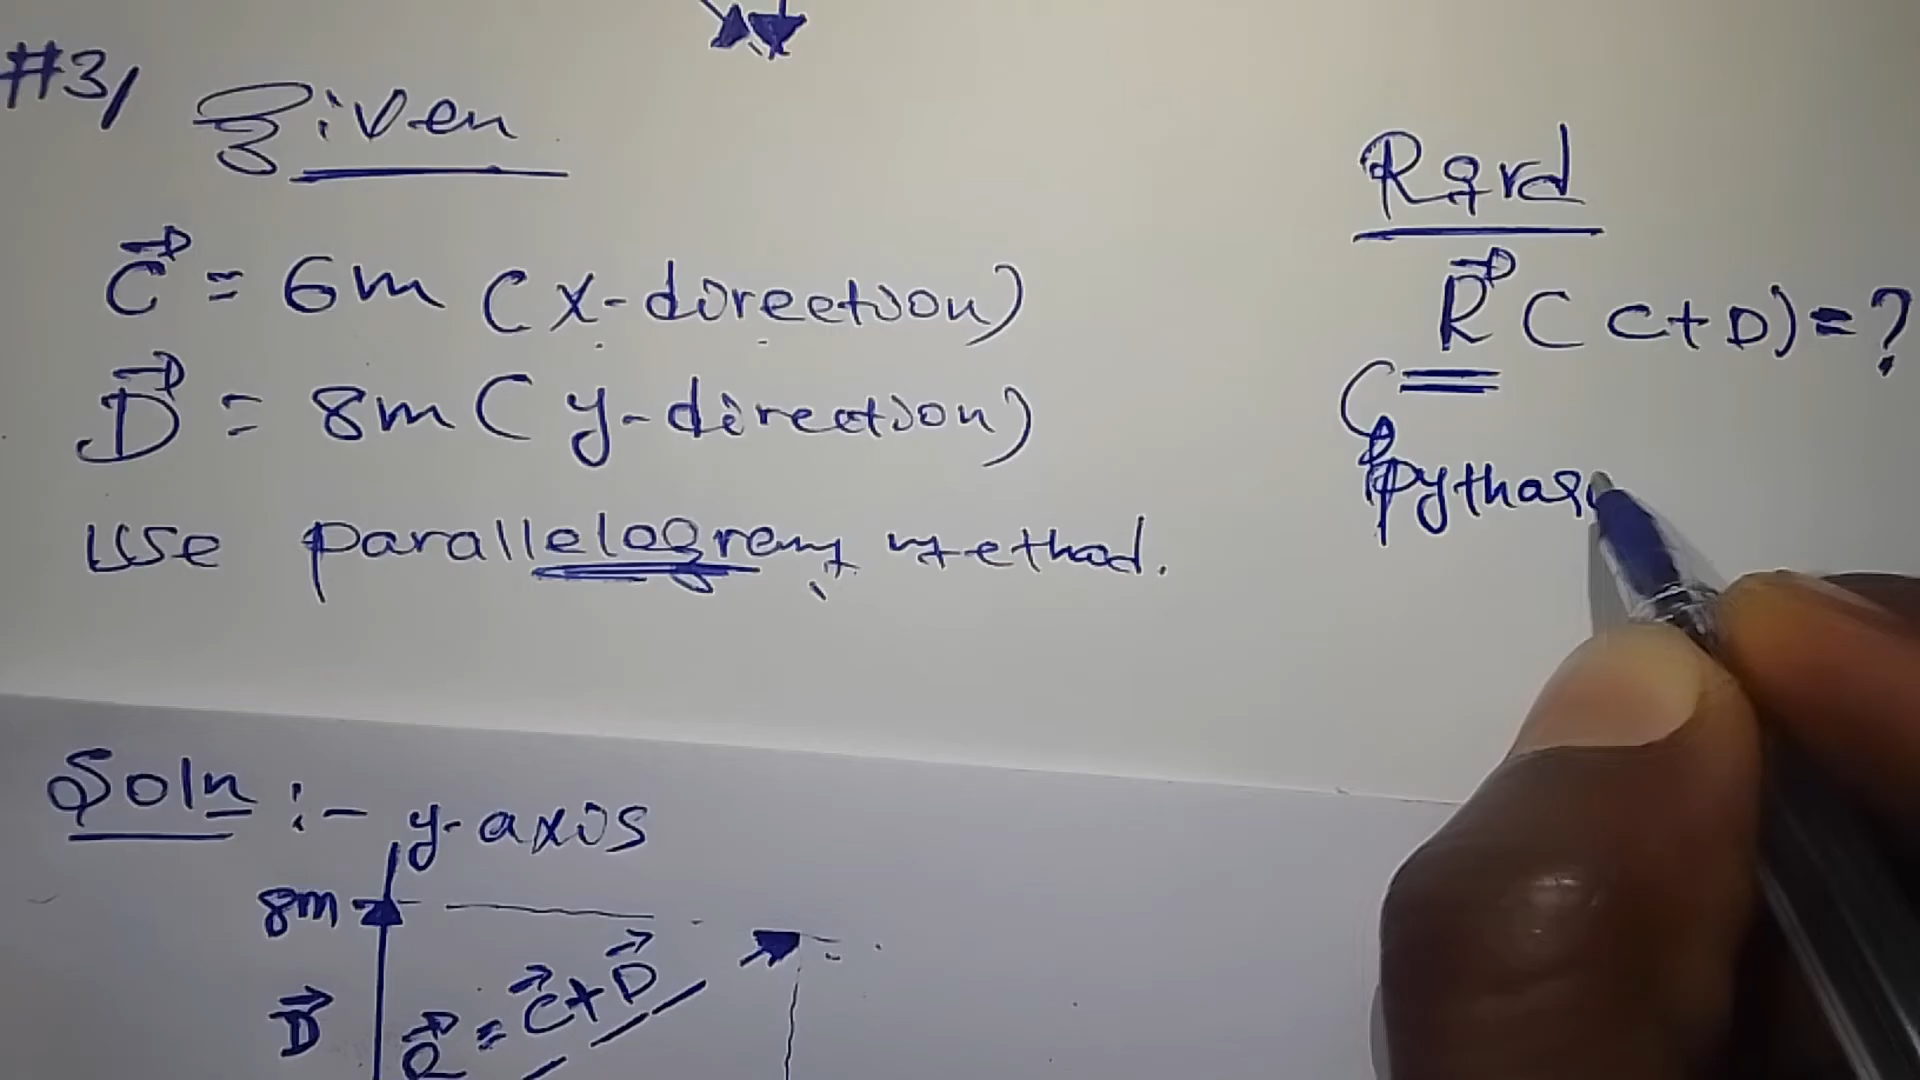 #3/ Given
C = 6m (x-direction)
D = 8m (y-direction)
Use parallelogram method.
Rqrd
R (C+D) = ?
(
pythag
Soln :- y-axis
8m
D
R = C + D